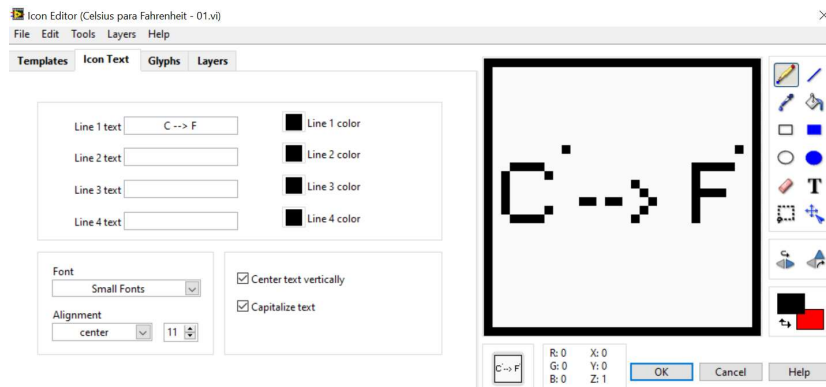 Icon Editor (Celsius para Fahrenheit - 01.vi)
File Edit Tools Layers Help
Templates Icon Text Glyphs Layers
Line 1 text C --> F Line 1 color
Line 2 text Line 2 color
Line 3 text Line 3 color
Line 4 text Line 4 color
Font
Small Fonts
Alignment
center 11
Center text vertically
Capitalize text
C --> F
T
C --> F
R: 0 X: 0
G: 0 Y: 0
B: 0 Z: 1
OK Cancel Help